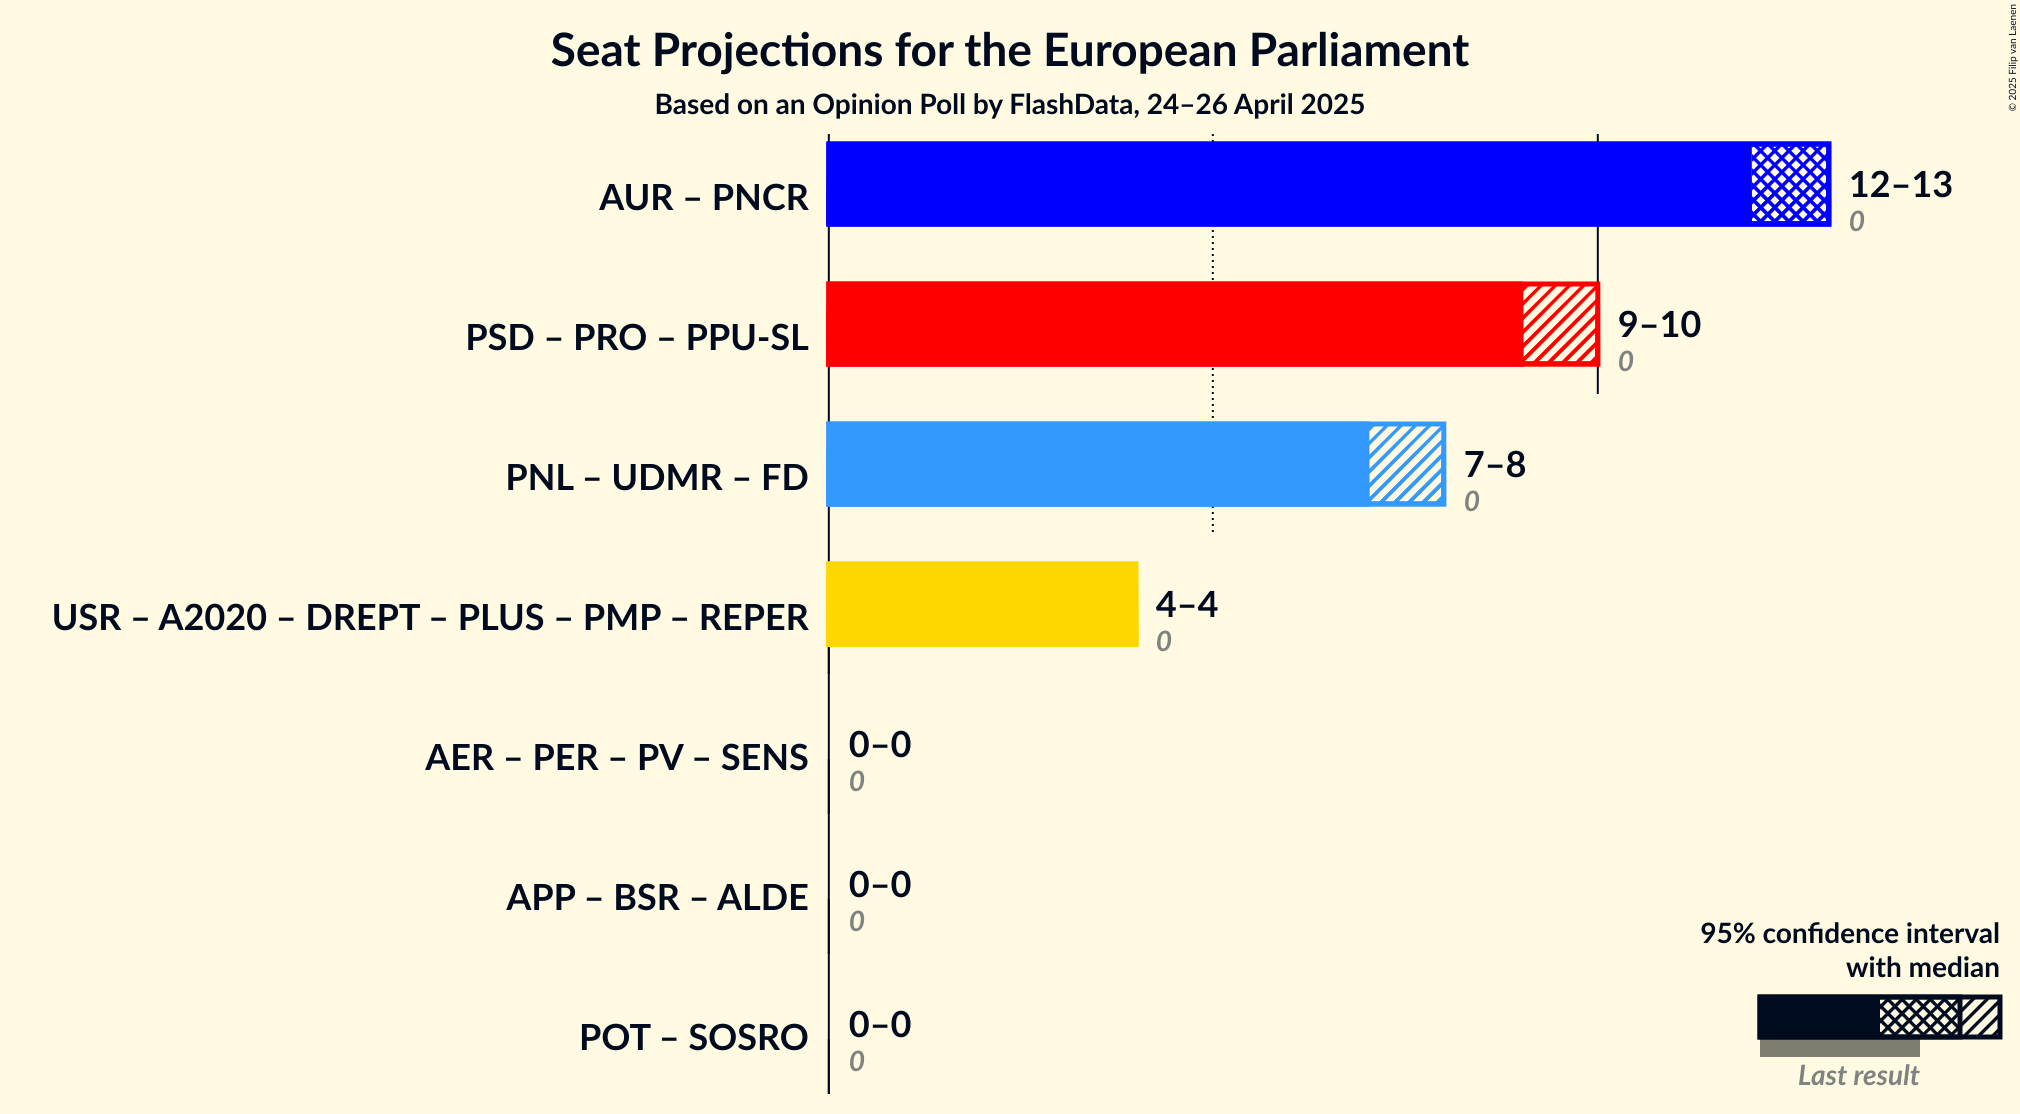 Seat Projections for the European Parliament
Based on an Opinion Poll by FlashData, 24–26 April 2025
© 2025 Filip van Laenen
AUR – PNCR
12–13
0
PSD – PRO – PPU-SL
9–10
0
PNL – UDMR – FD
7–8
0
USR – A2020 – DREPT – PLUS – PMP – REPER
4–4
0
AER – PER – PV – SENS
0–0
0
APP – BSR – ALDE
0–0
0
POT – SOSRO
0–0
0
95% confidence interval
with median
Last result